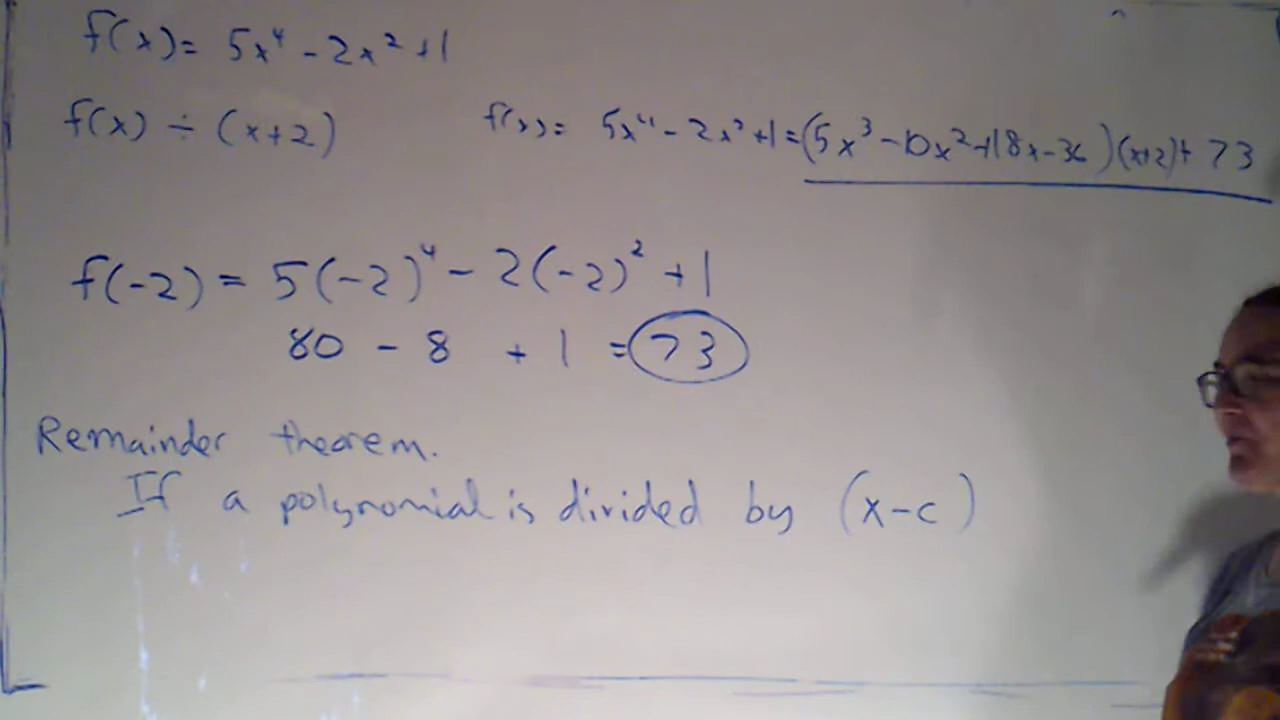 f(x) = 5x⁴ - 2x² + 1
f(x) ÷ (x+2)
f(x) = 5x⁴ - 2x² + 1 = (5x³ - 10x² + 18x - 36)(x+2) + 73
f(-2) = 5(-2)⁴ - 2(-2)² + 1
80 - 8 + 1 = 73
Remainder theorem.
If a polynomial is divided by (x-c)